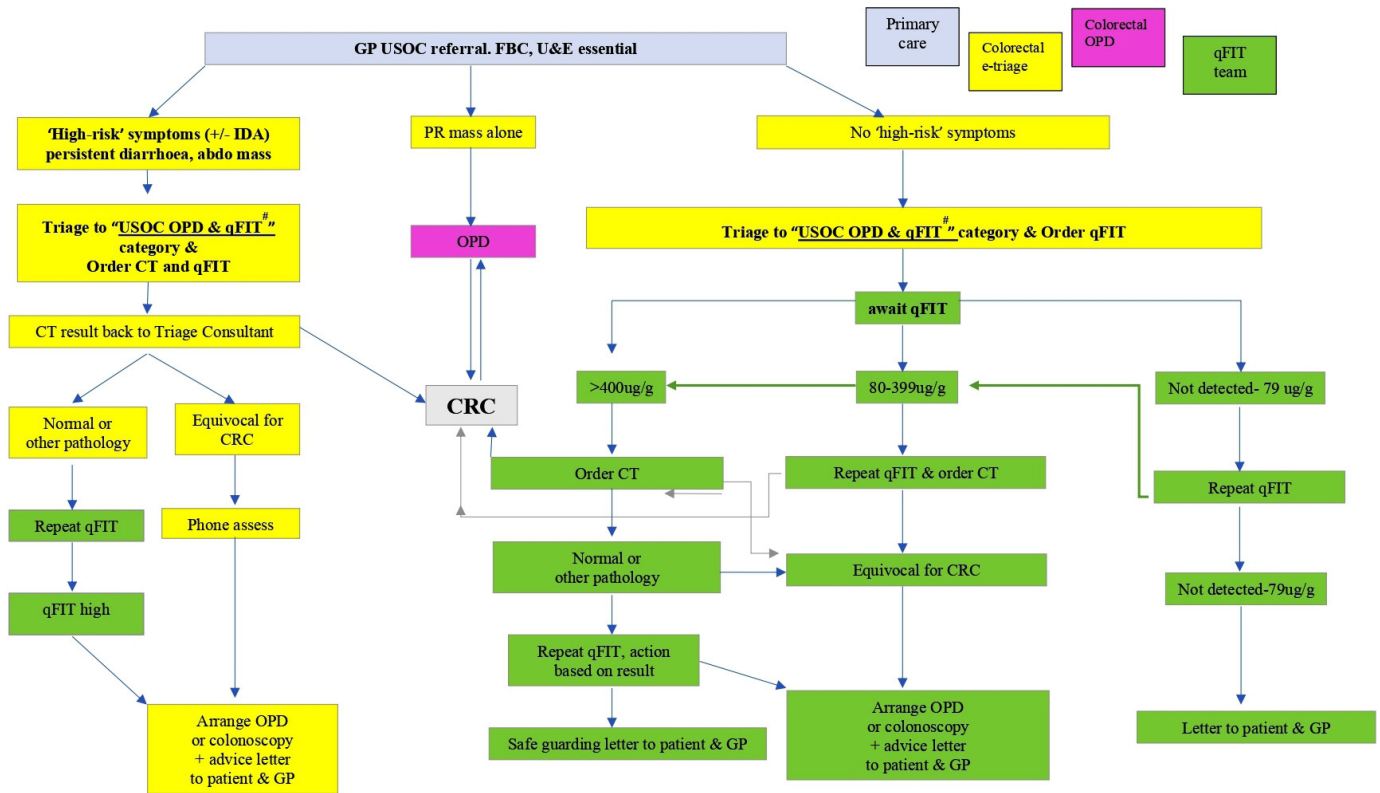 Primary
care
Colorectal
e-triage
Colorectal
OPD
qFIT
team
GP USOC referral. FBC, U&E essential
‘High-risk’ symptoms (+/- IDA)
persistent diarrhoea, abdo mass
PR mass alone
No ‘high-risk’ symptoms
Triage to “USOC OPD & qFIT#”
category &
Order CT and qFIT
OPD
Triage to “USOC OPD & qFIT#” category & Order qFIT
CT result back to Triage Consultant
await qFIT
CRC
>400ug/g
80-399ug/g
Not detected- 79 ug/g
Normal or
other pathology
Equivocal for
CRC
Order CT
Repeat qFIT & order CT
Repeat qFIT
Repeat qFIT
Phone assess
Normal or
other pathology
Equivocal for CRC
Not detected-79ug/g
qFIT high
Repeat qFIT, action
based on result
Arrange OPD
or colonoscopy
+ advice letter
to patient & GP
Safe guarding letter to patient & GP
Arrange OPD
or colonoscopy
+ advice letter
to patient & GP
Letter to patient & GP